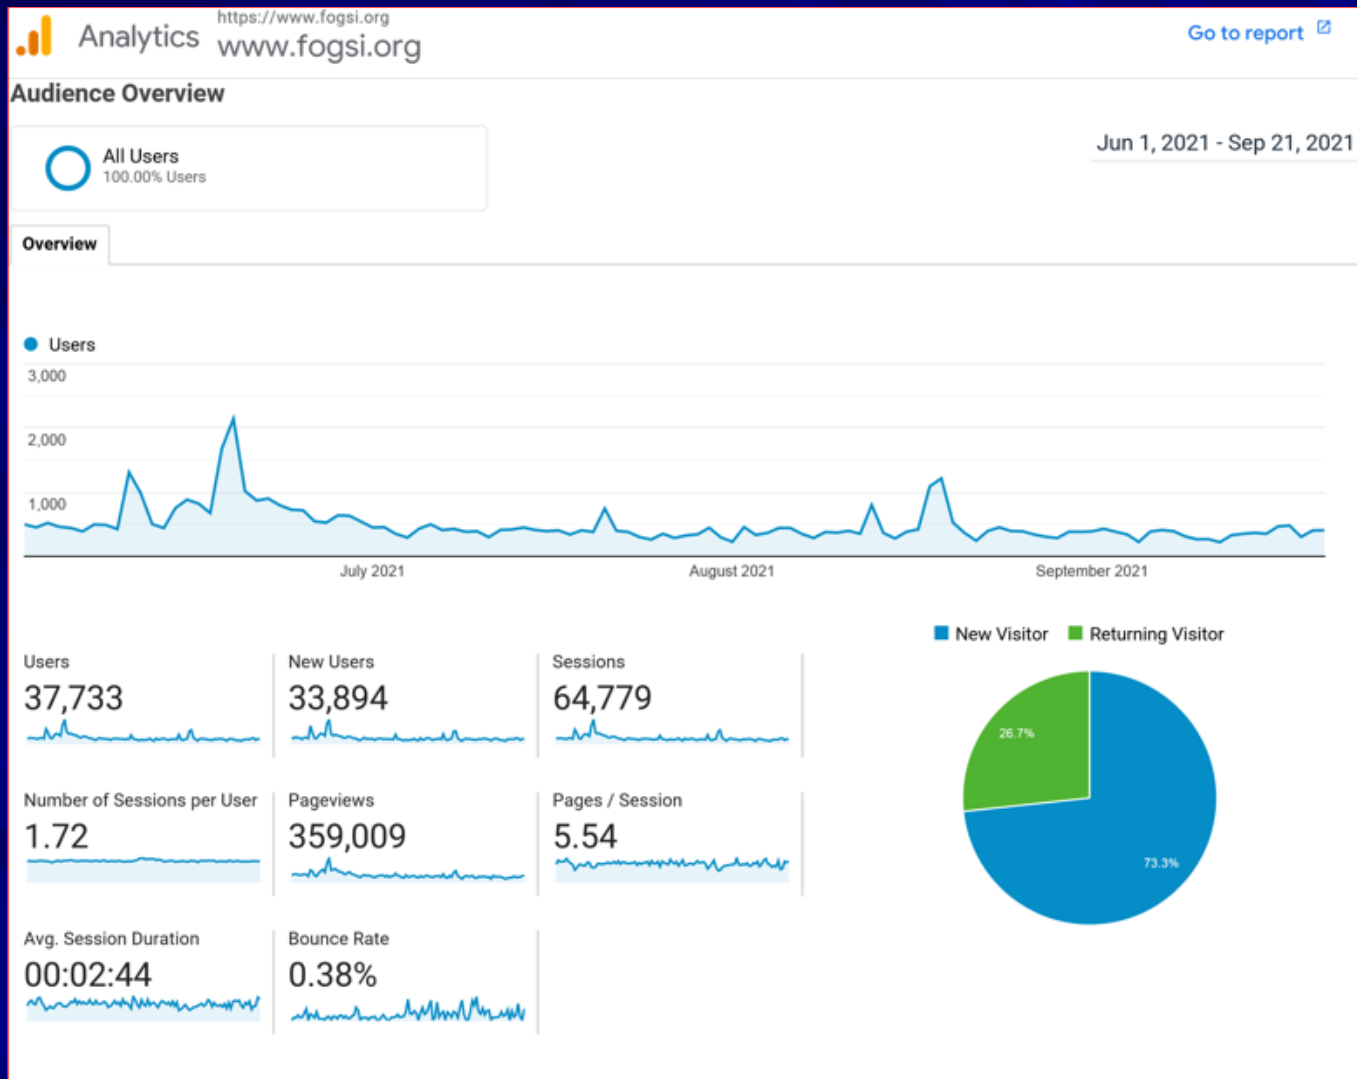 https://www.fogsi.org
Analytics www.fogsi.org
Go to report
Audience Overview
All Users
100.00% Users
Jun 1, 2021 - Sep 21, 2021
Overview
Users
3,000
2,000
1,000
July 2021 August 2021 September 2021
New Visitor Returning Visitor
26.7%
73.3%
Users New Users Sessions
37,733 33,894 64,779
Number of Sessions per User Pageviews Pages / Session
1.72 359,009 5.54
Avg. Session Duration Bounce Rate
00:02:44 0.38%